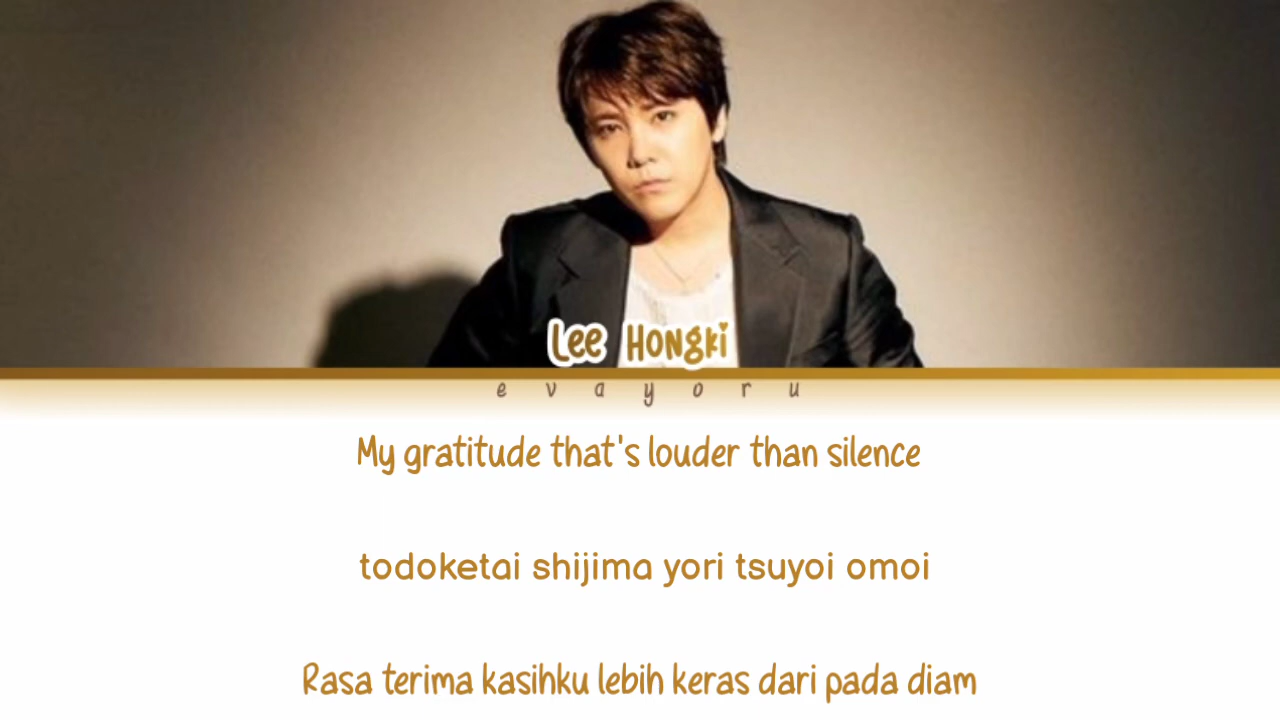 Lee Hongki
evayoru
My gratitude that's louder than silence
todoketai shijima yori tsuyoi omoi
Rasa terima kasihku lebih keras dari pada diam